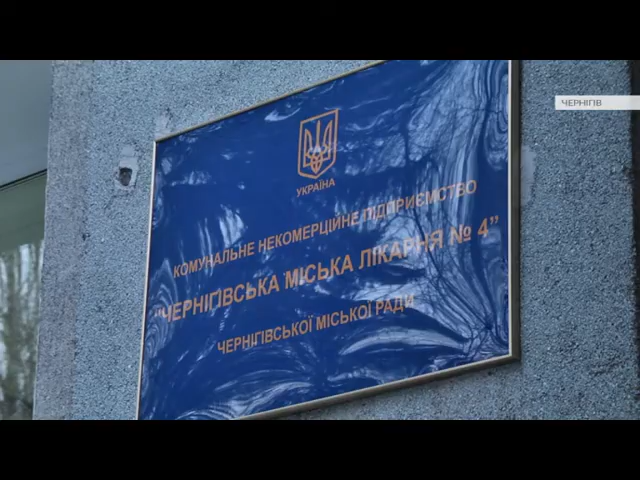 ЧЕРНІГІВ
УКРАЇНА
КОМУНАЛЬНЕ НЕКОМЕРЦІЙНЕ ПІДПРИЄМСТВО
"ЧЕРНІГІВСЬКА МІСЬКА ЛІКАРНЯ № 4"
ЧЕРНІГІВСЬКОЇ МІСЬКОЇ РАДИ